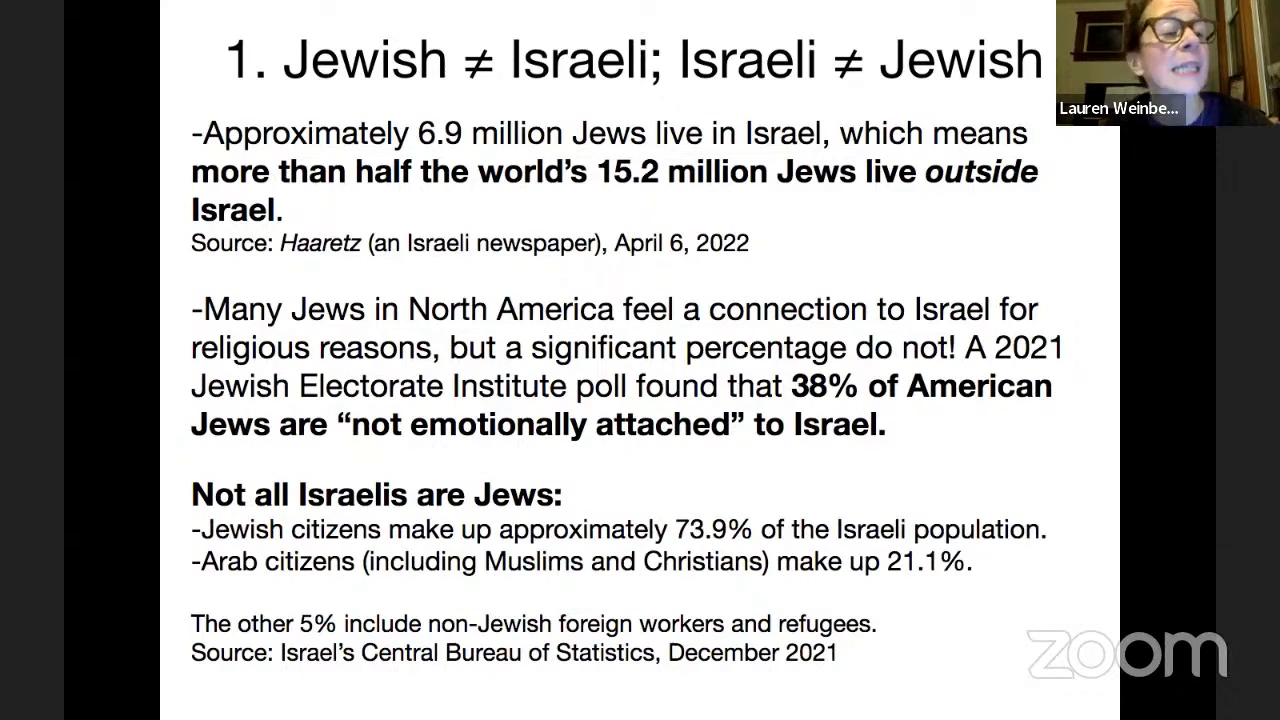 1. Jewish ≠ Israeli; Israeli ≠ Jewish
Lauren Weinbe...
-Approximately 6.9 million Jews live in Israel, which means
more than half the world’s 15.2 million Jews live outside
Israel.
Source: Haaretz (an Israeli newspaper), April 6, 2022
-Many Jews in North America feel a connection to Israel for
religious reasons, but a significant percentage do not! A 2021
Jewish Electorate Institute poll found that 38% of American
Jews are “not emotionally attached” to Israel.
Not all Israelis are Jews:
-Jewish citizens make up approximately 73.9% of the Israeli population.
-Arab citizens (including Muslims and Christians) make up 21.1%.
The other 5% include non-Jewish foreign workers and refugees.
Source: Israel’s Central Bureau of Statistics, December 2021
zoom